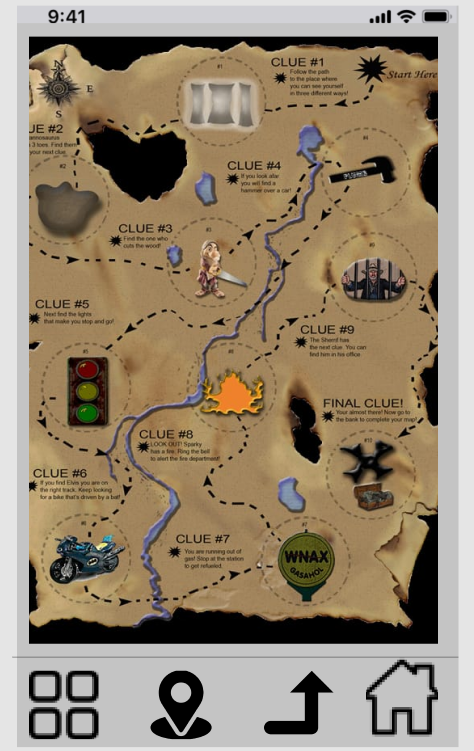 9:41
N
E
#1
CLUE #1
Follow the path
to the place where
you can see yourself
in three different ways!
Start Here
UE #2
annosaurus
3 toes. Find them
your next clue.
#2
CLUE #4
If you look afar
you will find a
hammer over a car!
#4
CLUE #3
Find the one who
cuts the wood!
#3
CLUE #5
Next find the lights
that make you stop and go!
#5
CLUE #9
The Sherrif has
the next clue. You can
find him in his office.
#9
#8
FINAL CLUE!
Your almost there! Now go to
the bank to complete your map!
#10
CLUE #8
LOOK OUT! Sparky
has a fire. Ring the bell
to alert the fire department!
CLUE #6
If you find Elvis you are on
the right track. Keep looking
for a bike that's driven by a bat!
#6
CLUE #7
You are running out of
gas! Stop at the station
to get refueled.
#7
WNAX
GASAHOL